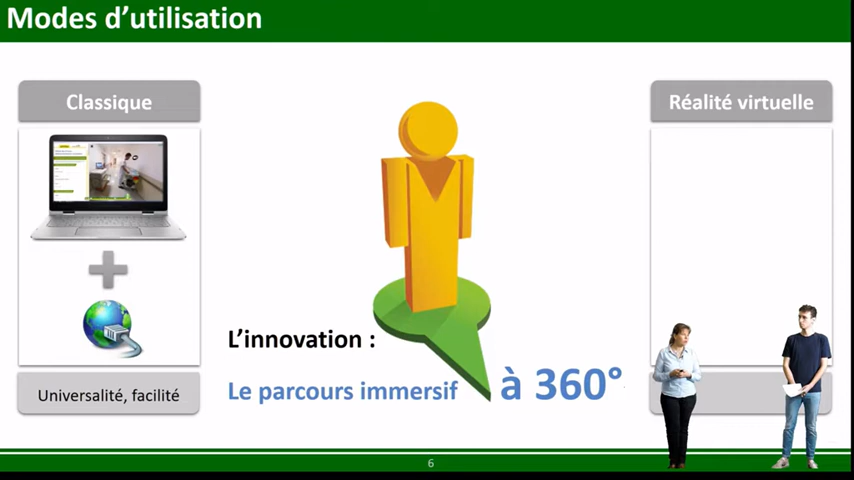 Modes d'utilisation
Classique
Réalité virtuelle
L'innovation :
Le parcours immersif à 360°
Universalité, facilité
6